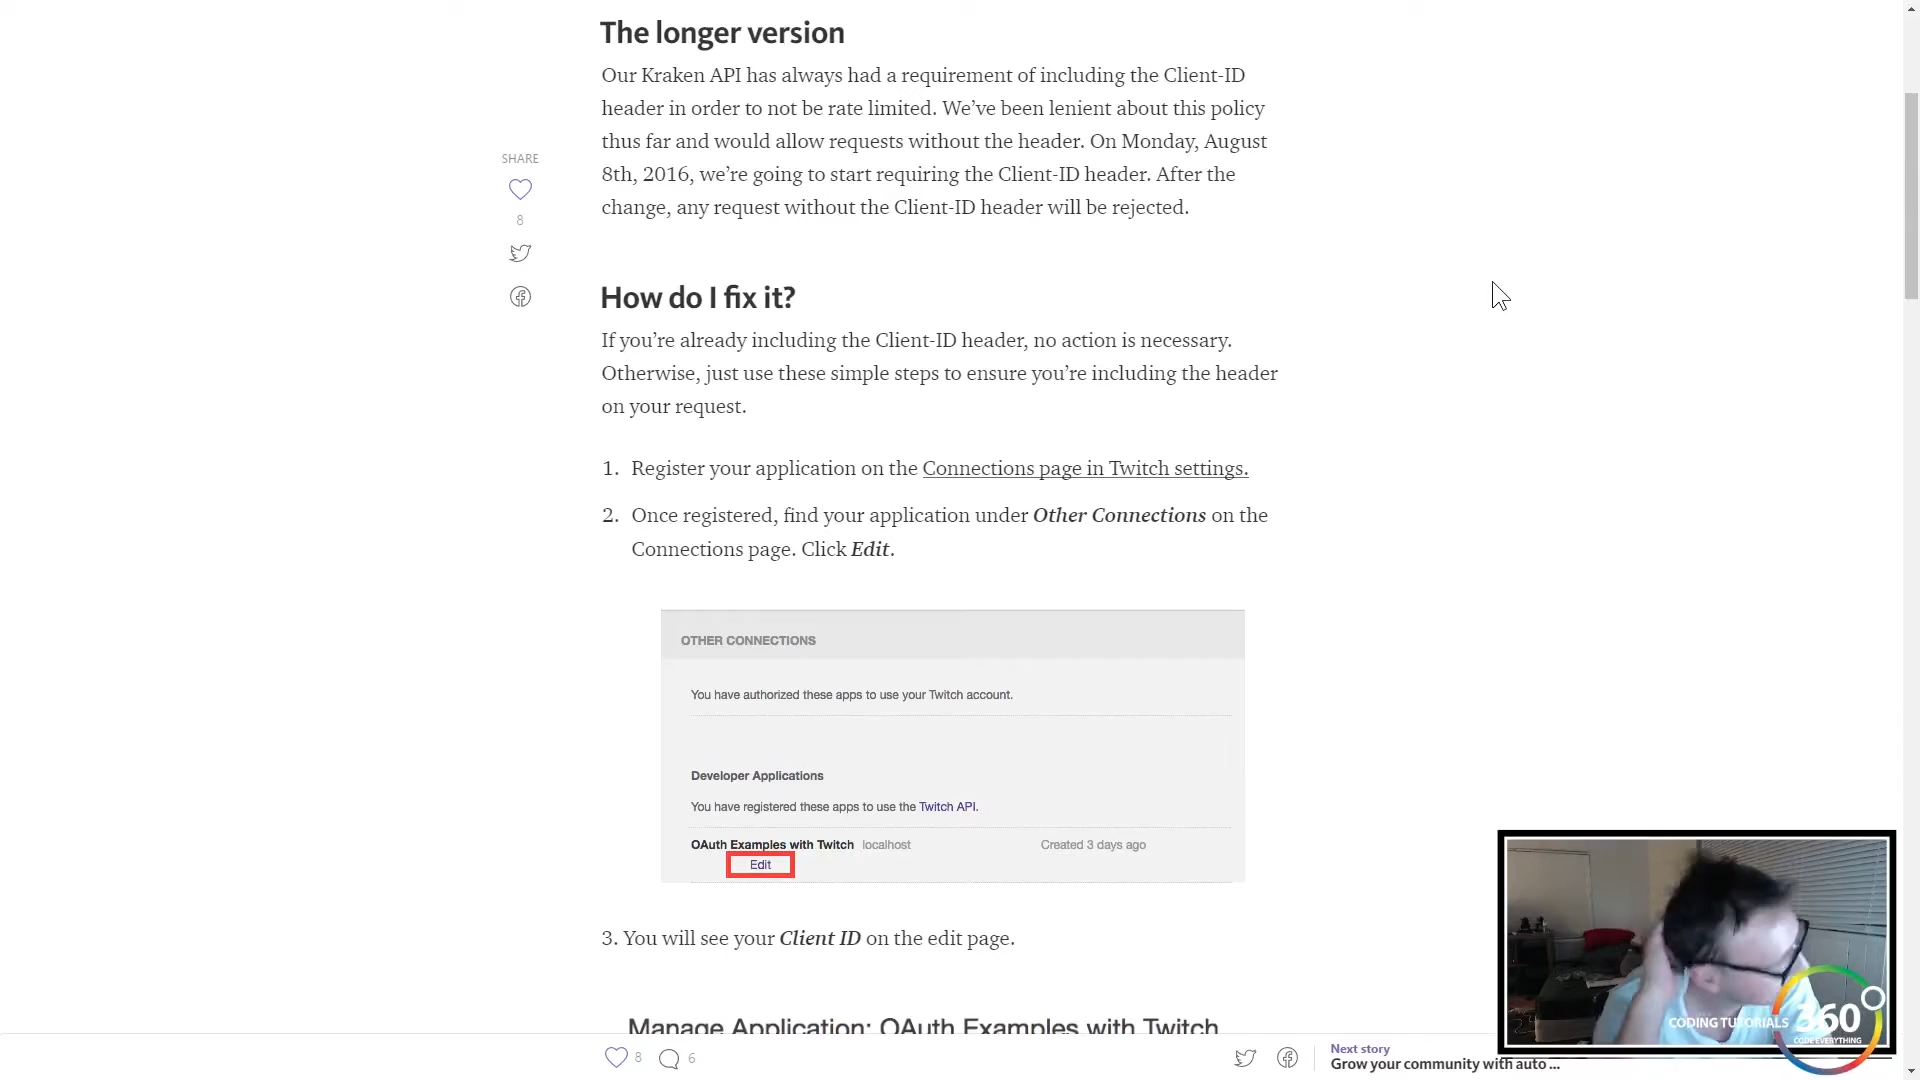 The longer version
Our Kraken API has always had a requirement of including the Client-ID
header in order to not be rate limited. We’ve been lenient about this policy
thus far and would allow requests without the header. On Monday, August
8th, 2016, we’re going to start requiring the Client-ID header. After the
change, any request without the Client-ID header will be rejected.
SHARE
8
How do I fix it?
If you’re already including the Client-ID header, no action is necessary.
Otherwise, just use these simple steps to ensure you’re including the header
on your request.
1. Register your application on the Connections page in Twitch settings.
2. Once registered, find your application under Other Connections on the
Connections page. Click Edit.
OTHER CONNECTIONS
You have authorized these apps to use your Twitch account.
Developer Applications
You have registered these apps to use the Twitch API.
OAuth Examples with Twitch localhost Created 3 days ago
Edit
3. You will see your Client ID on the edit page.
Manage Application: OAuth Examples with Twitch
8 6
Next story
Grow your community with auto ...
CODING TUTORIALS 360
CODE EVERYTHING